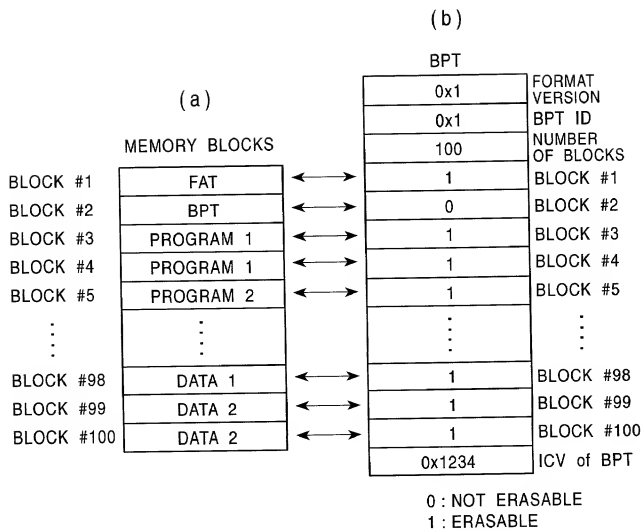 (b)
BPT
(a)
MEMORY BLOCKS
0x1 FORMAT VERSION
0x1 BPT ID
100 NUMBER OF BLOCKS
BLOCK #1 FAT 1 BLOCK #1
BLOCK #2 BPT 0 BLOCK #2
BLOCK #3 PROGRAM 1 1 BLOCK #3
BLOCK #4 PROGRAM 1 1 BLOCK #4
BLOCK #5 PROGRAM 2 1 BLOCK #5
BLOCK #98 DATA 1 1 BLOCK #98
BLOCK #99 DATA 2 1 BLOCK #99
BLOCK #100 DATA 2 1 BLOCK #100
0x1234 ICV of BPT
0 : NOT ERASABLE
1 : ERASABLE